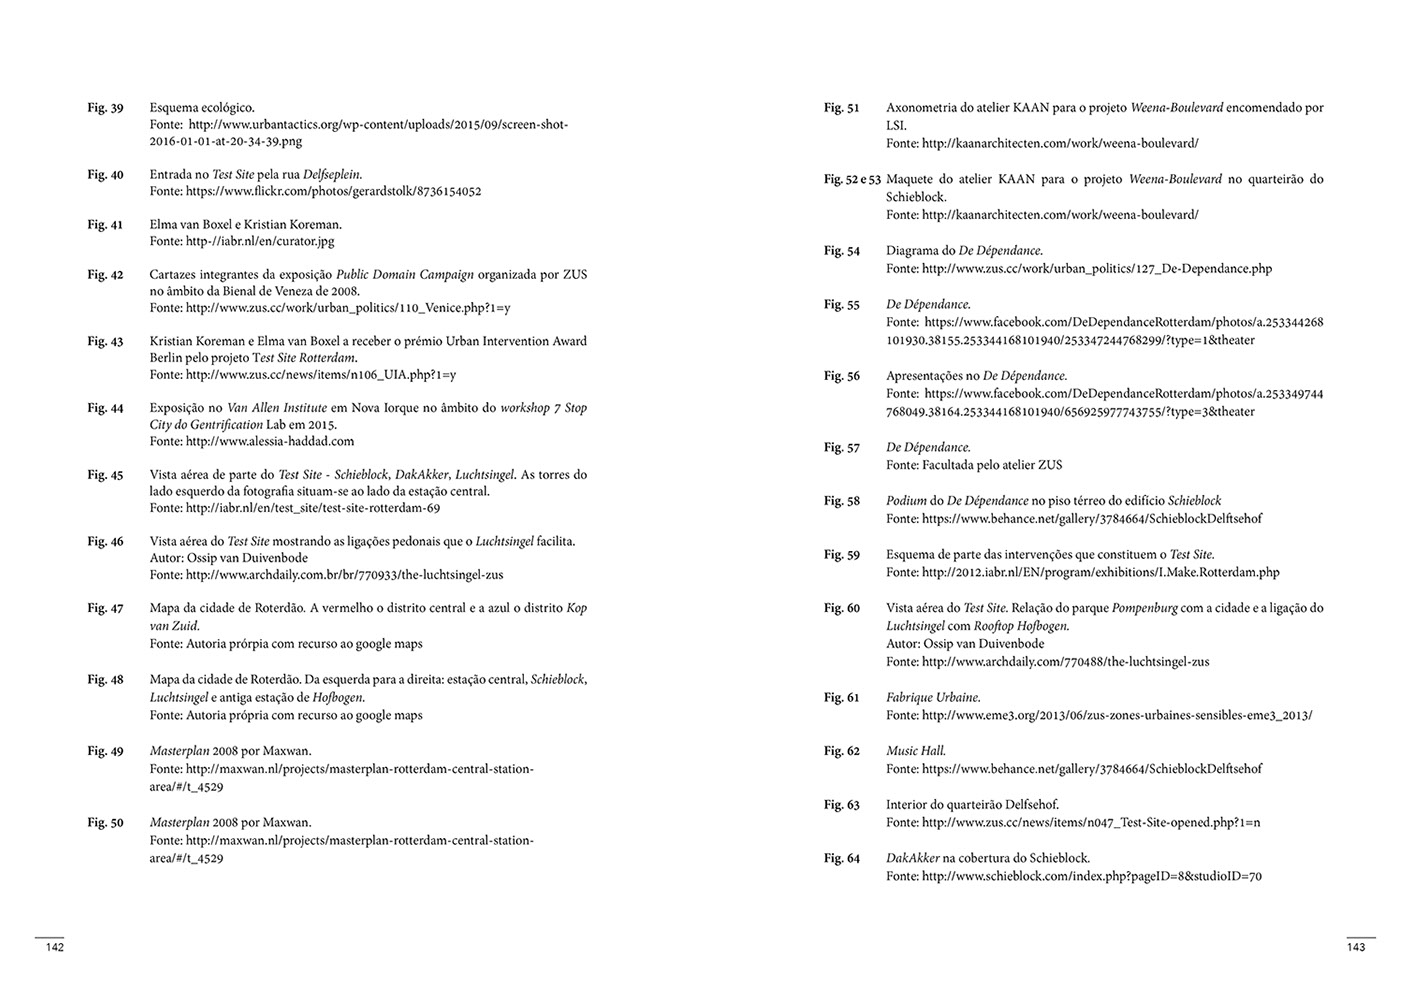 Fig. 39 Esquema ecológico.
Fonte: http://www.urbantactics.org/wp-content/uploads/2015/09/screen-shot-
2016-01-01-at-20-34-39.png
Fig. 40 Entrada no Test Site pela rua Delfseplein.
Fonte: https://www.flickr.com/photos/gerardstolk/8736154052
Fig. 41 Elma van Boxel e Kristian Koreman.
Fonte: http-//iabr.nl/en/curator.jpg
Fig. 42 Cartazes integrantes da exposição Public Domain Campaign organizada por ZUS
no âmbito da Bienal de Veneza de 2008.
Fonte: http://www.zus.cc/work/urban_politics/110_Venice.php?1=y
Fig. 43 Kristian Koreman e Elma van Boxel a receber o prémio Urban Intervention Award
Berlin pelo projeto Test Site Rotterdam.
Fonte: http://www.zus.cc/news/items/n106_UIA.php?1=y
Fig. 44 Exposição no Van Allen Institute em Nova Iorque no âmbito do workshop 7 Stop
City do Gentrification Lab em 2015.
Fonte: http://www.alessia-haddad.com
Fig. 45 Vista aérea de parte do Test Site - Schieblock, DakAkker, Luchtsingel. As torres do
lado esquerdo da fotografia situam-se ao lado da estação central.
Fonte: http://iabr.nl/en/test_site/test-site-rotterdam-69
Fig. 46 Vista aérea do Test Site mostrando as ligações pedonais que o Luchtsingel facilita.
Autor: Ossip van Duivenbode
Fonte: http://www.archdaily.com.br/br/770933/the-luchtsingel-zus
Fig. 47 Mapa da cidade de Roterdão. A vermelho o distrito central e a azul o distrito Kop
van Zuid.
Fonte: Autoria prórpia com recurso ao google maps
Fig. 48 Mapa da cidade de Roterdão. Da esquerda para a direita: estação central, Schieblock,
Luchtsingel e antiga estação de Hofbogen.
Fonte: Autoria própria com recurso ao google maps
Fig. 49 Masterplan 2008 por Maxwan.
Fonte: http://maxwan.nl/projects/masterplan-rotterdam-central-station-
area/#/t_4529
Fig. 50 Masterplan 2008 por Maxwan.
Fonte: http://maxwan.nl/projects/masterplan-rotterdam-central-station-
area/#/t_4529
142
Fig. 51 Axonometria do atelier KAAN para o projeto Weena-Boulevard encomendado por
LSI.
Fonte: http://kaanarchitecten.com/work/weena-boulevard/
Fig. 52 e 53 Maquete do atelier KAAN para o projeto Weena-Boulevard no quarteirão do
Schieblock.
Fonte: http://kaanarchitecten.com/work/weena-boulevard/
Fig. 54 Diagrama do De Dépendance.
Fonte: http://www.zus.cc/work/urban_politics/127_De-Dependance.php
Fig. 55 De Dépendance.
Fonte: https://www.facebook.com/DeDependanceRotterdam/photos/a.253344268
101930.38155.253344168101940/253347244768299/?type=1&theater
Fig. 56 Apresentações no De Dépendance.
Fonte: https://www.facebook.com/DeDependanceRotterdam/photos/a.253349744
768049.38164.253344168101940/656925977743755/?type=3&theater
Fig. 57 De Dépendance.
Fonte: Facultada pelo atelier ZUS
Fig. 58 Podium do De Dépendance no piso térreo do edifício Schieblock
Fonte: https://www.behance.net/gallery/3784664/SchieblockDelftsehof
Fig. 59 Esquema de parte das intervenções que constituem o Test Site.
Fonte: http://2012.iabr.nl/EN/program/exhibitions/I.Make.Rotterdam.php
Fig. 60 Vista aérea do Test Site. Relação do parque Pompenburg com a cidade e a ligação do
Luchtsingel com Rooftop Hofbogen.
Autor: Ossip van Duivenbode
Fonte: http://www.archdaily.com/770488/the-luchtsingel-zus
Fig. 61 Fabrique Urbaine.
Fonte: http://www.eme3.org/2013/06/zus-zones-urbaines-sensibles-eme3_2013/
Fig. 62 Music Hall.
Fonte: https://www.behance.net/gallery/3784664/SchieblockDelftsehof
Fig. 63 Interior do quarteirão Delfsehof.
Fonte: http://www.zus.cc/news/items/n047_Test-Site-opened.php?1=n
Fig. 64 DakAkker na cobertura do Schieblock.
Fonte: http://www.schieblock.com/index.php?pageID=8&studioID=70
143